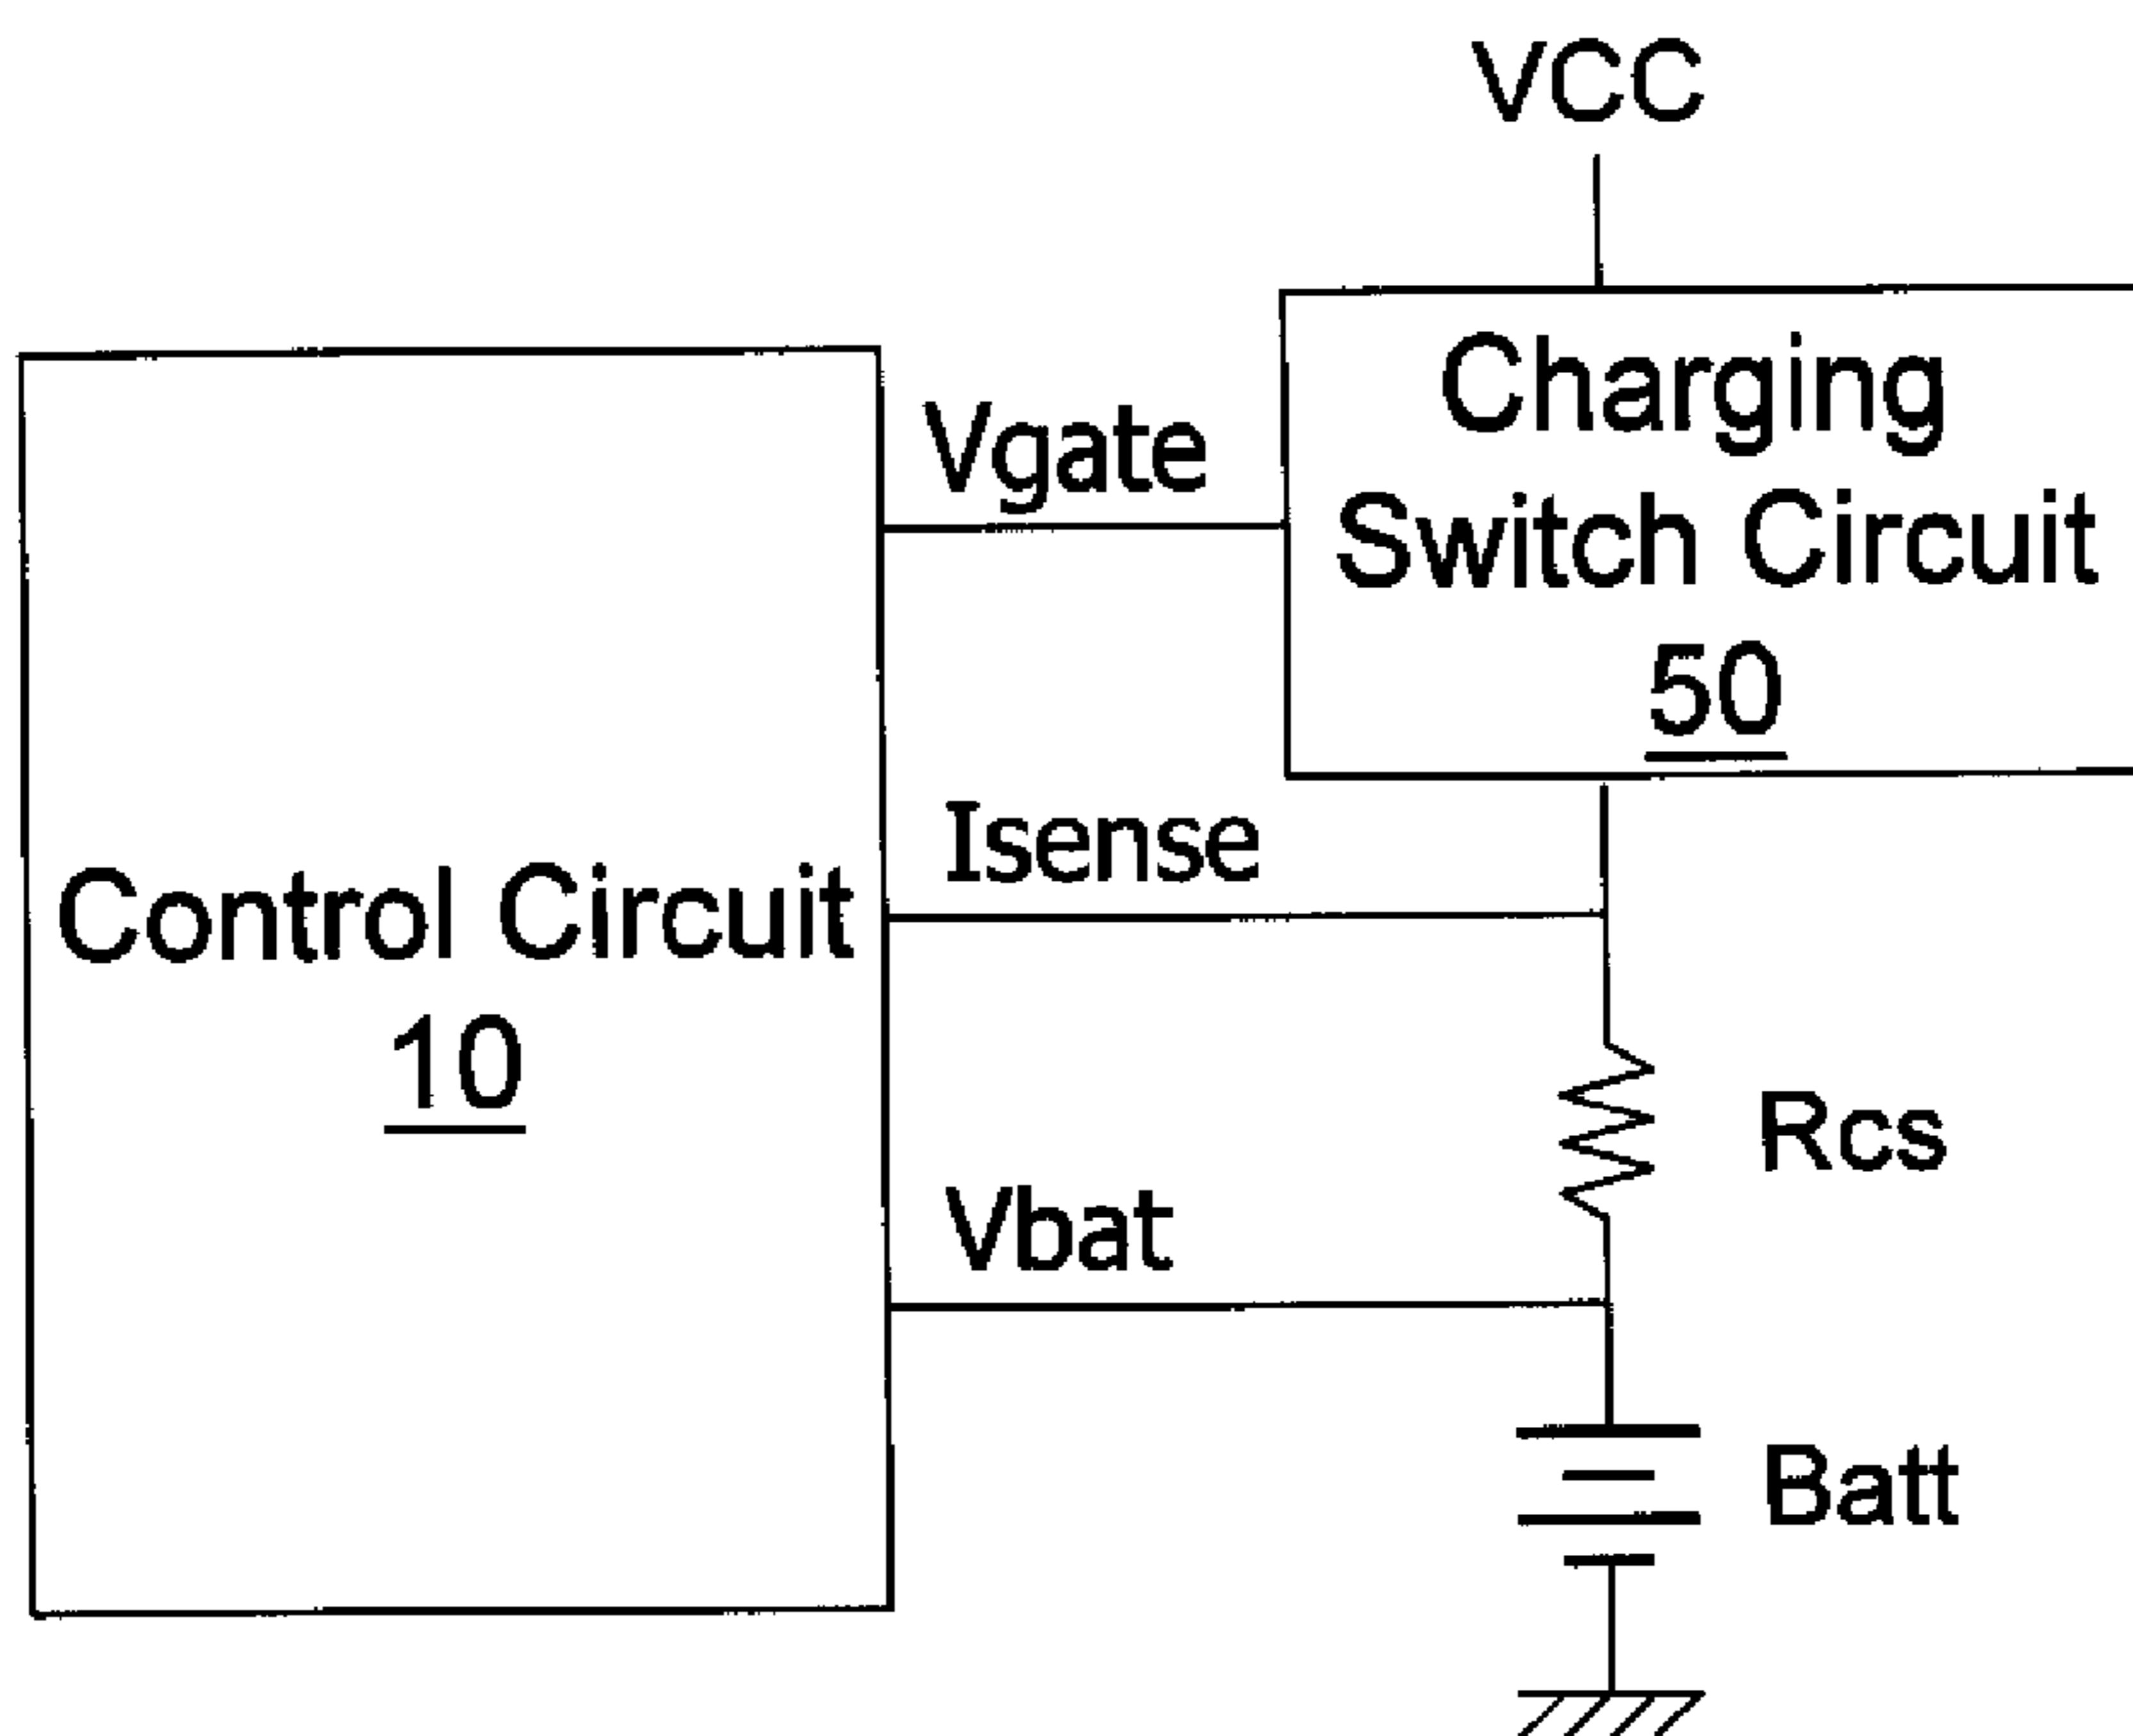 VCC
Charging
Switch Circuit
50
Vgate
Isense
Control Circuit
10
Rcs
Vbat
Batt